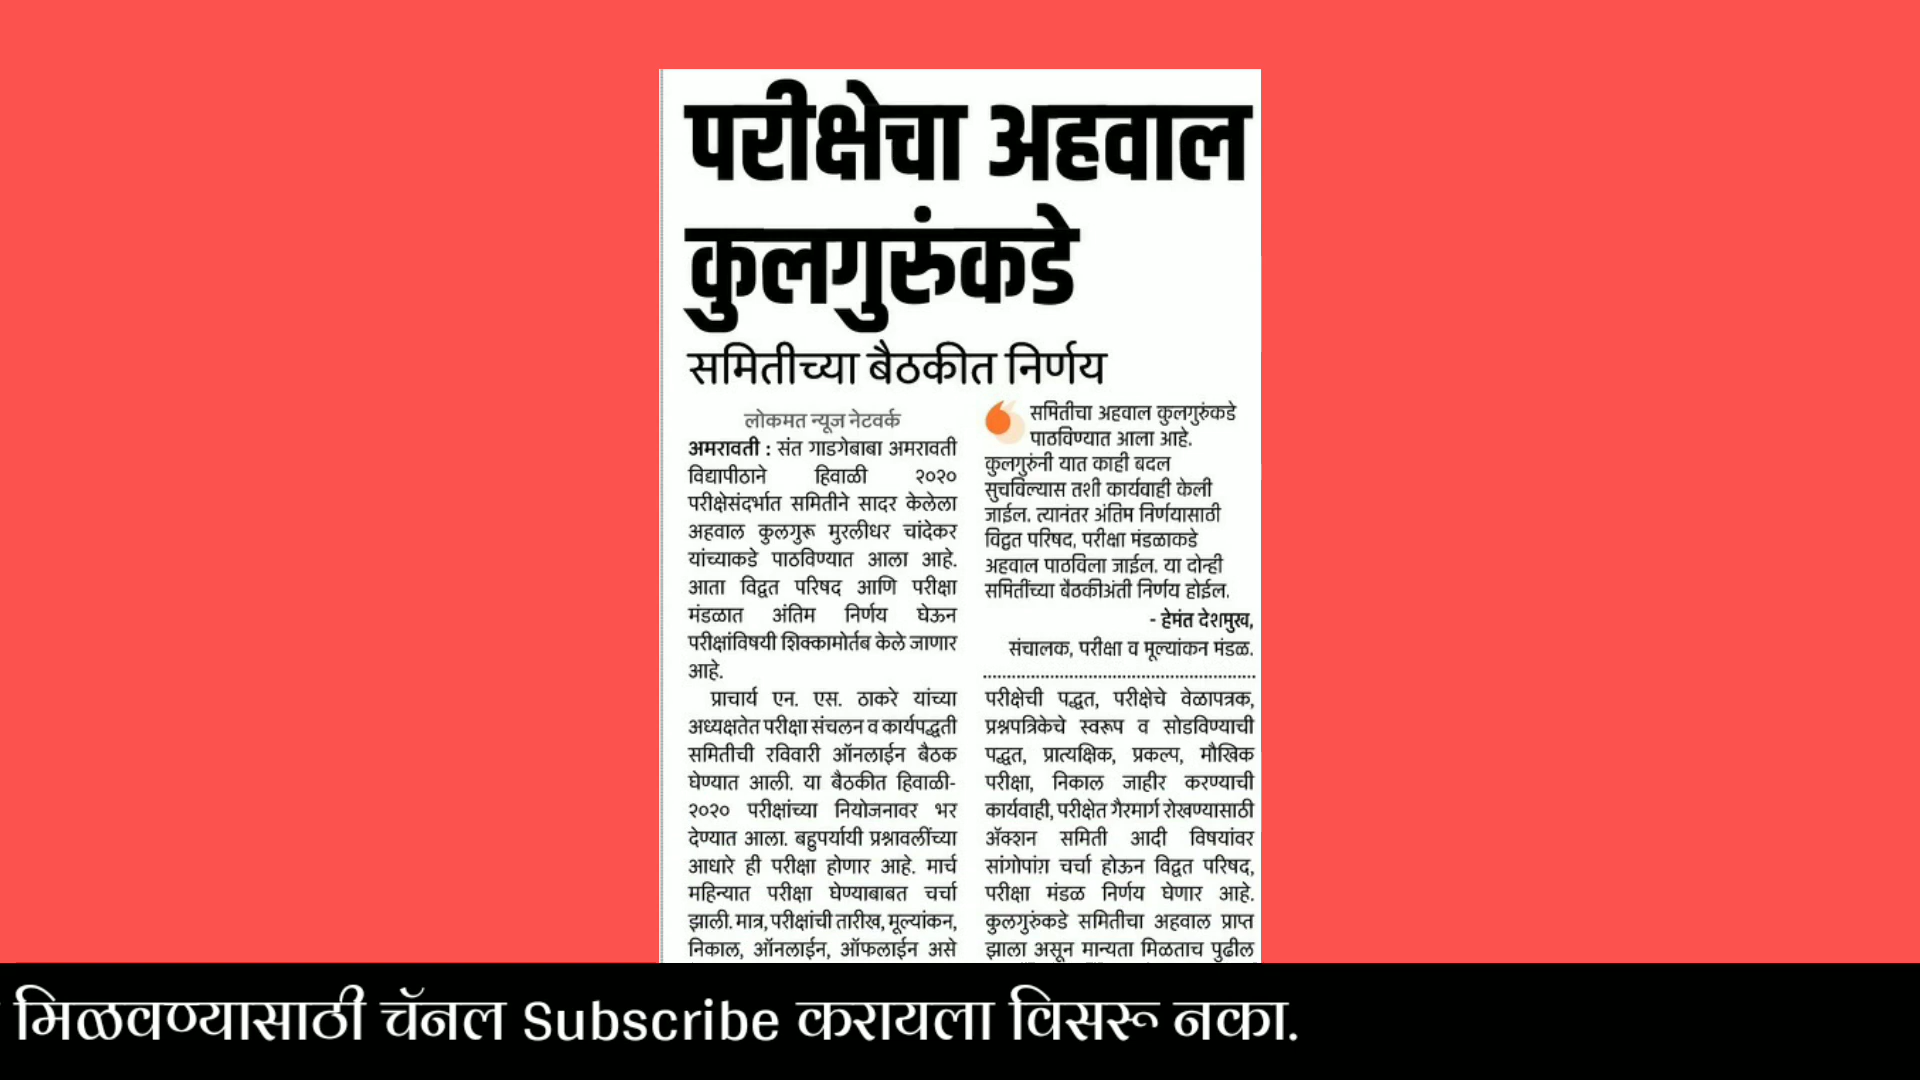 परीक्षेचा अहवाल
कुलगुरुंकडे
समितीच्या बैठकीत निर्णय
लोकमत न्यूज नेटवर्क
अमरावती : संत गाडगेबाबा अमरावती
विद्यापीठाने हिवाळी २०२०
परीक्षेसंदर्भात समितीने सादर केलेला
अहवाल कुलगुरू मुरलीधर चांदेकर
यांच्याकडे पाठविण्यात आला आहे.
आता विद्वत परिषद आणि परीक्षा
मंडळात अंतिम निर्णय घेऊन
परीक्षांविषयी शिक्कामोर्तब केले जाणार
आहे.
प्राचार्य एन. एस. ठाकरे यांच्या
अध्यक्षतेत परीक्षा संचलन व कार्यपद्धती
समितीची रविवारी ऑनलाईन बैठक
घेण्यात आली. या बैठकीत हिवाळी-
२०२० परीक्षांच्या नियोजनावर भर
देण्यात आला. बहुपर्यायी प्रश्नावलींच्या
आधारे ही परीक्षा होणार आहे. मार्च
महिन्यात परीक्षा घेण्याबाबत चर्चा
झाली. मात्र, परीक्षांची तारीख, मूल्यांकन,
निकाल, ऑनलाईन, ऑफलाईन असे
समितीचा अहवाल कुलगुरुंकडे
पाठविण्यात आला आहे.
कुलगुरुंनी यात काही बदल
सुचविल्यास तशी कार्यवाही केली
जाईल. त्यानंतर अंतिम निर्णयासाठी
विद्वत परिषद, परीक्षा मंडळाकडे
अहवाल पाठविला जाईल. या दोन्ही
समितींच्या बैठकीअंती निर्णय होईल.
- हेमंत देशमुख,
संचालक, परीक्षा व मूल्यांकन मंडळ.
परीक्षेची पद्धत, परीक्षेचे वेळापत्रक,
प्रश्नपत्रिकेचे स्वरूप व सोडविण्याची
पद्धत, प्रात्यक्षिक, प्रकल्प, मौखिक
परीक्षा, निकाल जाहीर करण्याची
कार्यवाही, परीक्षेत गैरमार्ग रोखण्यासाठी
ॲक्शन समिती आदी विषयांवर
सांगोपांग़ चर्चा होऊन विद्वत परिषद,
परीक्षा मंडळ निर्णय घेणार आहे.
कुलगुरुंकडे समितीचा अहवाल प्राप्त
झाला असून मान्यता मिळताच पुढील
मिळवण्यासाठी चॅनल Subscribe करायला विसरू नका.